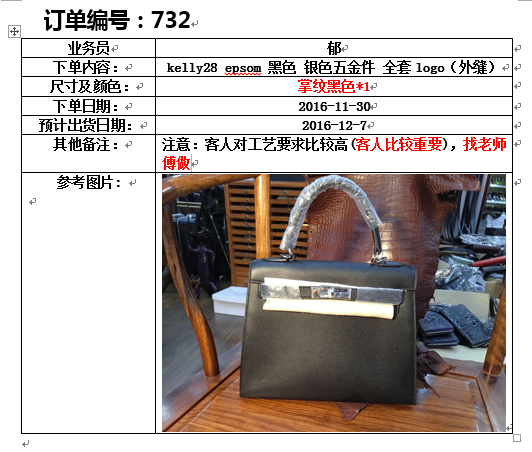 订单编号：732
业务员
郁
下单内容：
kelly28 epsom 黑色 银色五金件 全套logo（外缝）
尺寸及颜色：
掌纹黑色*1
下单日期：
2016-11-30
预计出货日期：
2016-12-7
其他备注：
注意：客人对工艺要求比较高(客人比较重要)，找老师
傅做
参考图片：